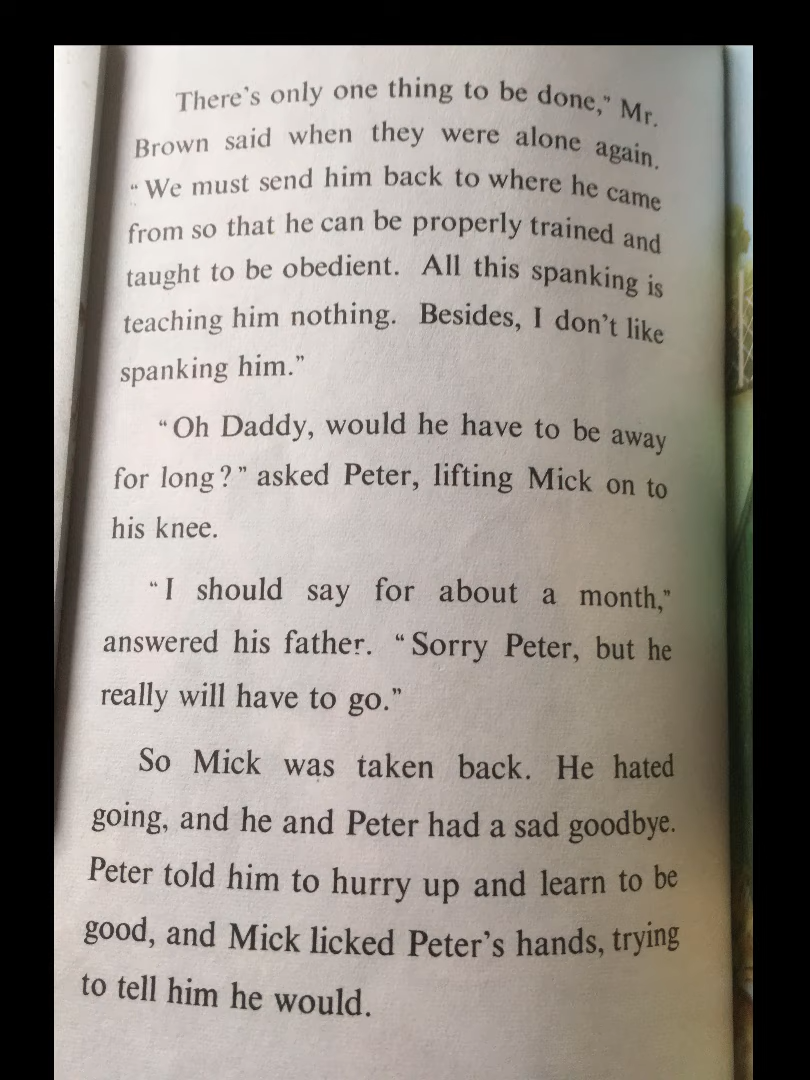 There's only one thing to be done," Mr.
Brown said when they were alone again.
"We must send him back to where he came
from so that he can be properly trained and
taught to be obedient. All this spanking is
teaching him nothing. Besides, I don't like
spanking him."
"Oh Daddy, would he have to be away
for long?" asked Peter, lifting Mick on to
his knee.
"I should say for about a month,"
answered his father. "Sorry Peter, but he
really will have to go."
So Mick was taken back. He hated
going, and he and Peter had a sad goodbye.
Peter told him to hurry up and learn to be
good, and Mick licked Peter's hands, trying
to tell him he would.